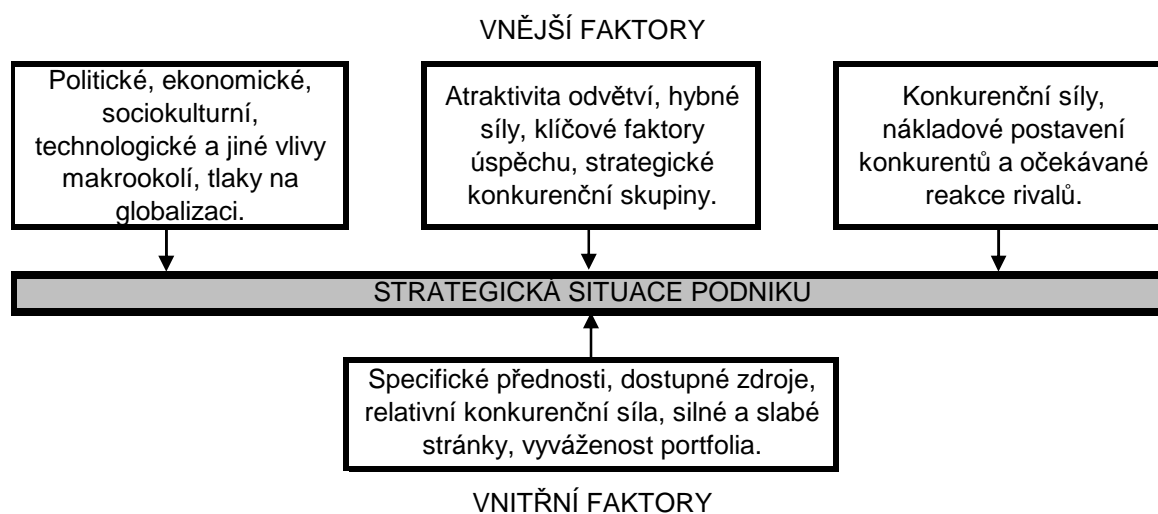 VNĚJŠÍ FAKTORY
Politické, ekonomické,
sociokulturní,
technologické a jiné vlivy
makrookolí, tlaky na
globalizaci.
Atraktivita odvětví, hybné
síly, klíčové faktory
úspěchu, strategické
konkurenční skupiny.
Konkurenční síly,
nákladové postavení
konkurentů a očekávané
reakce rivalů.
STRATEGICKÁ SITUACE PODNIKU
Specifické přednosti, dostupné zdroje,
relativní konkurenční síla, silné a slabé
stránky, vyváženost portfolia.
VNITŘNÍ FAKTORY